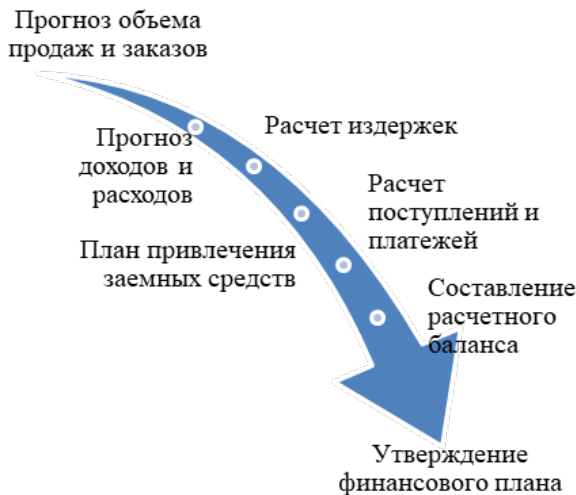 Прогноз объема
продаж и заказов
Расчет издержек
Прогноз
доходов и
расходов
Расчет
поступлений и
платежей
План привлечения
заемных средств
Составление
расчетного
баланса
Утверждение
финансового плана